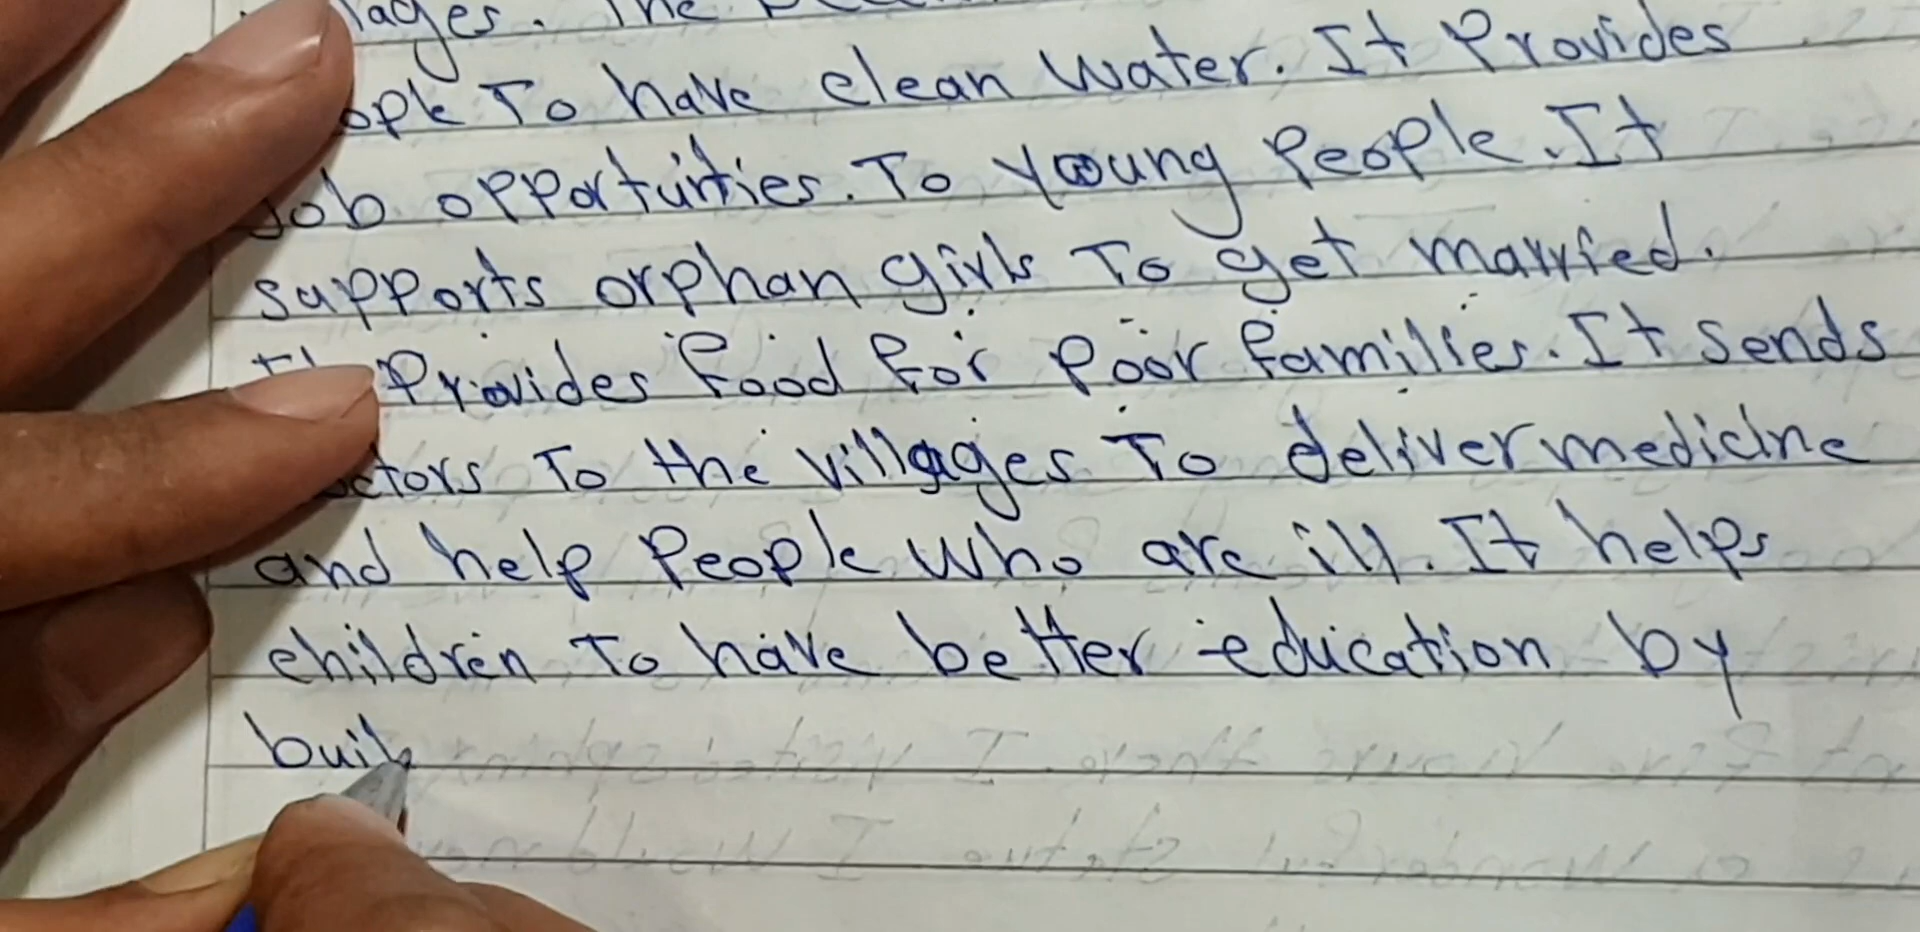 lages. The
ople To have clean water. It Provides
Job opportuities. To young People. It
supports orphan girls To get married.
Provides food for Poor families. It sends
ctors To the villages To deliver medicine
and help People who are ill. It helps
children To have better education by
buil